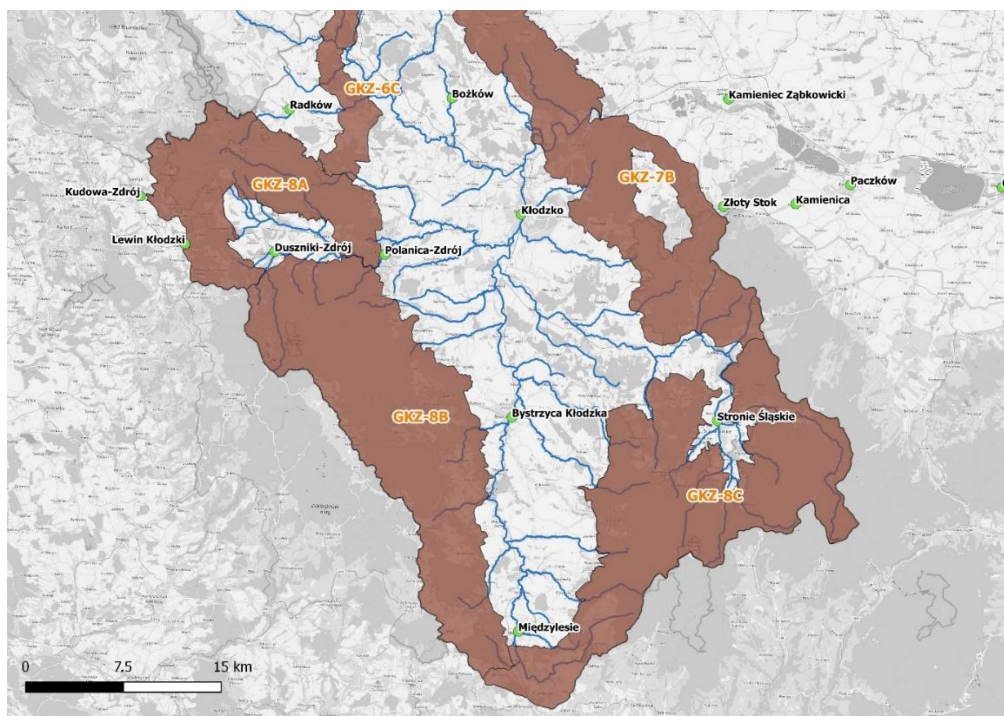 GKZ-6C
Bożków
Kamieniec Ząbkowicki
Radków
GKZ-8A
GKZ-7B
Paczków
Kudowa-Zdrój
Złoty Stok
Kamienica
Kłodzko
Lewin Kłodzki
Duszniki-Zdrój
Polanica-Zdrój
GKZ-8B
Bystrzyca Kłodzka
Stronie Śląskie
GKZ-8C
Międzylesie
0 7.5 15 km